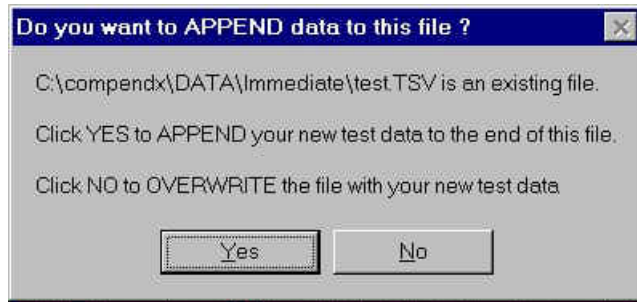 Do you want to APPEND data to this file ?
C:\compendx\DATA\Immediate\test.TSV is an existing file.
Click YES to APPEND your new test data to the end of this file.
Click NO to OVERWRITE the file with your new test data
Yes No